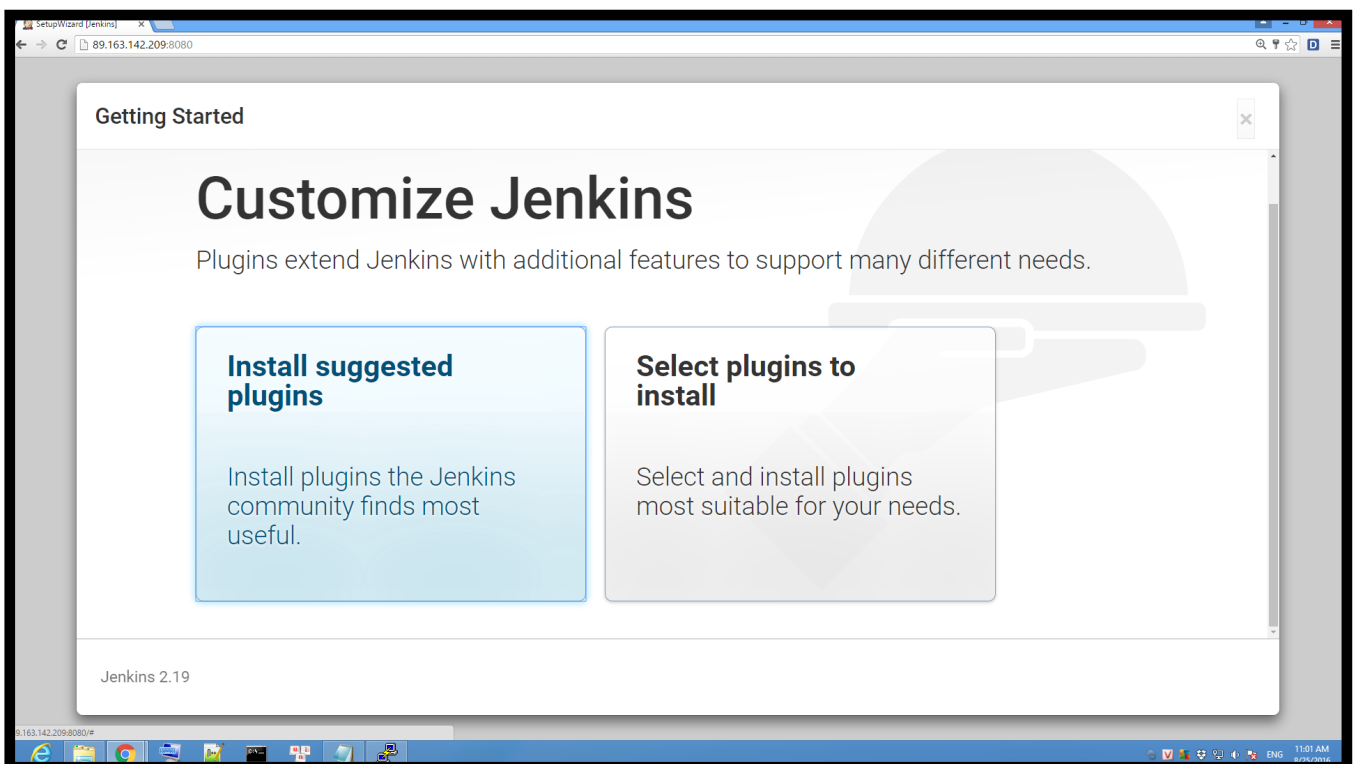 SetupWizard [Jenkins]
89.163.142.209:8080
Getting Started
Customize Jenkins
Plugins extend Jenkins with additional features to support many different needs.
Install suggested
plugins
Install plugins the Jenkins
community finds most
useful.
Select plugins to
install
Select and install plugins
most suitable for your needs.
Jenkins 2.19
9.163.142.209:8080/#
ENG
11:01 AM
8/25/2016